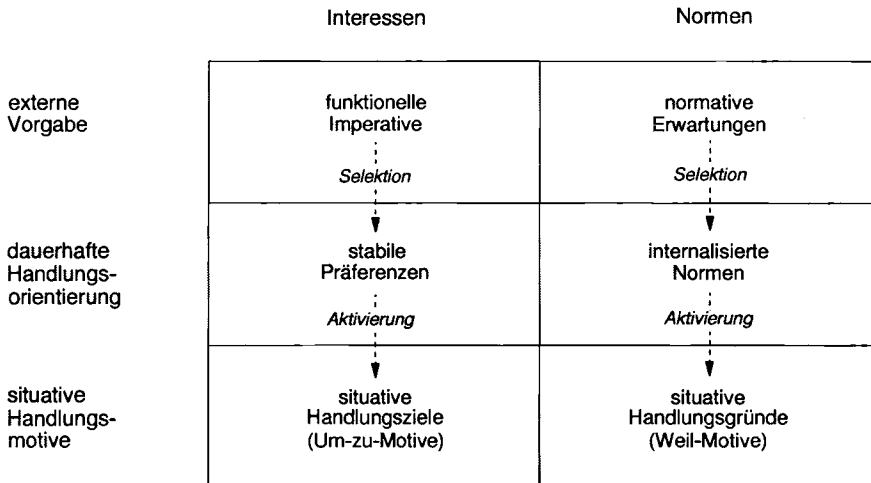 Interessen
Normen
externe
Vorgabe
funktionelle
Imperative
normative
Erwartungen
Selektion
Selektion
dauerhafte
Handlungs-
orientierung
stabile
Präferenzen
internalisierte
Normen
Aktivierung
Aktivierung
situative
Handlungs-
motive
situative
Handlungsziele
(Um-zu-Motive)
situative
Handlungsgründe
(Weil-Motive)